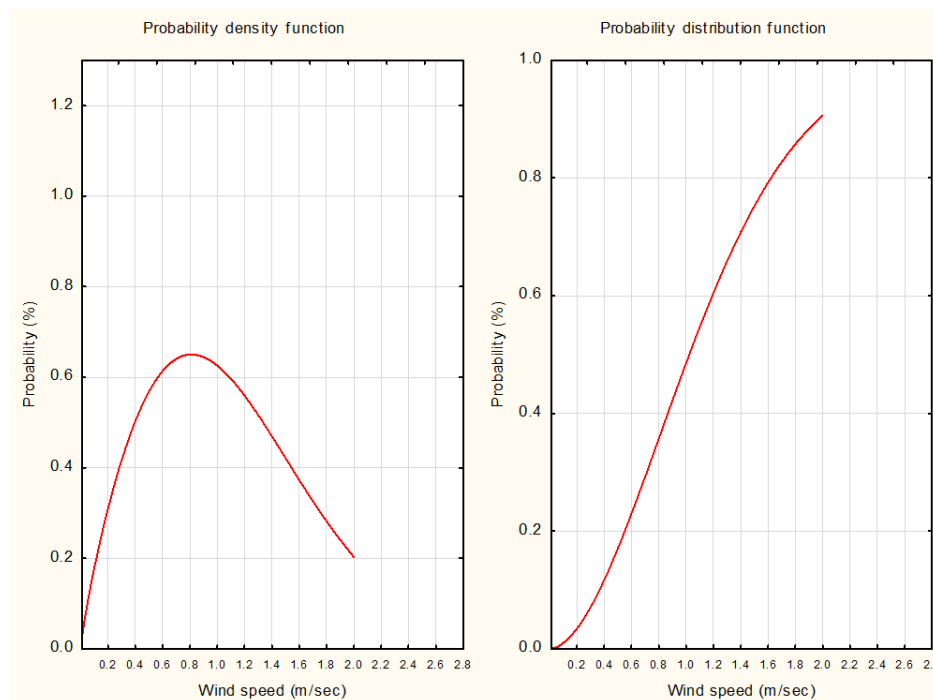 Probability density function
1.2
1.0
0.8
0.6
0.4
0.2
0.0
Probability (%)
0.2 0.4 0.6 0.8 1.0 1.2 1.4 1.6 1.8 2.0 2.2 2.4 2.6 2.8
Wind speed (m/sec)
Probability distribution function
1.0
0.8
0.6
0.4
0.2
0.0
Probability (%)
0.2 0.4 0.6 0.8 1.0 1.2 1.4 1.6 1.8 2.0 2.2 2.4 2.6 2.
Wind speed (m/sec)